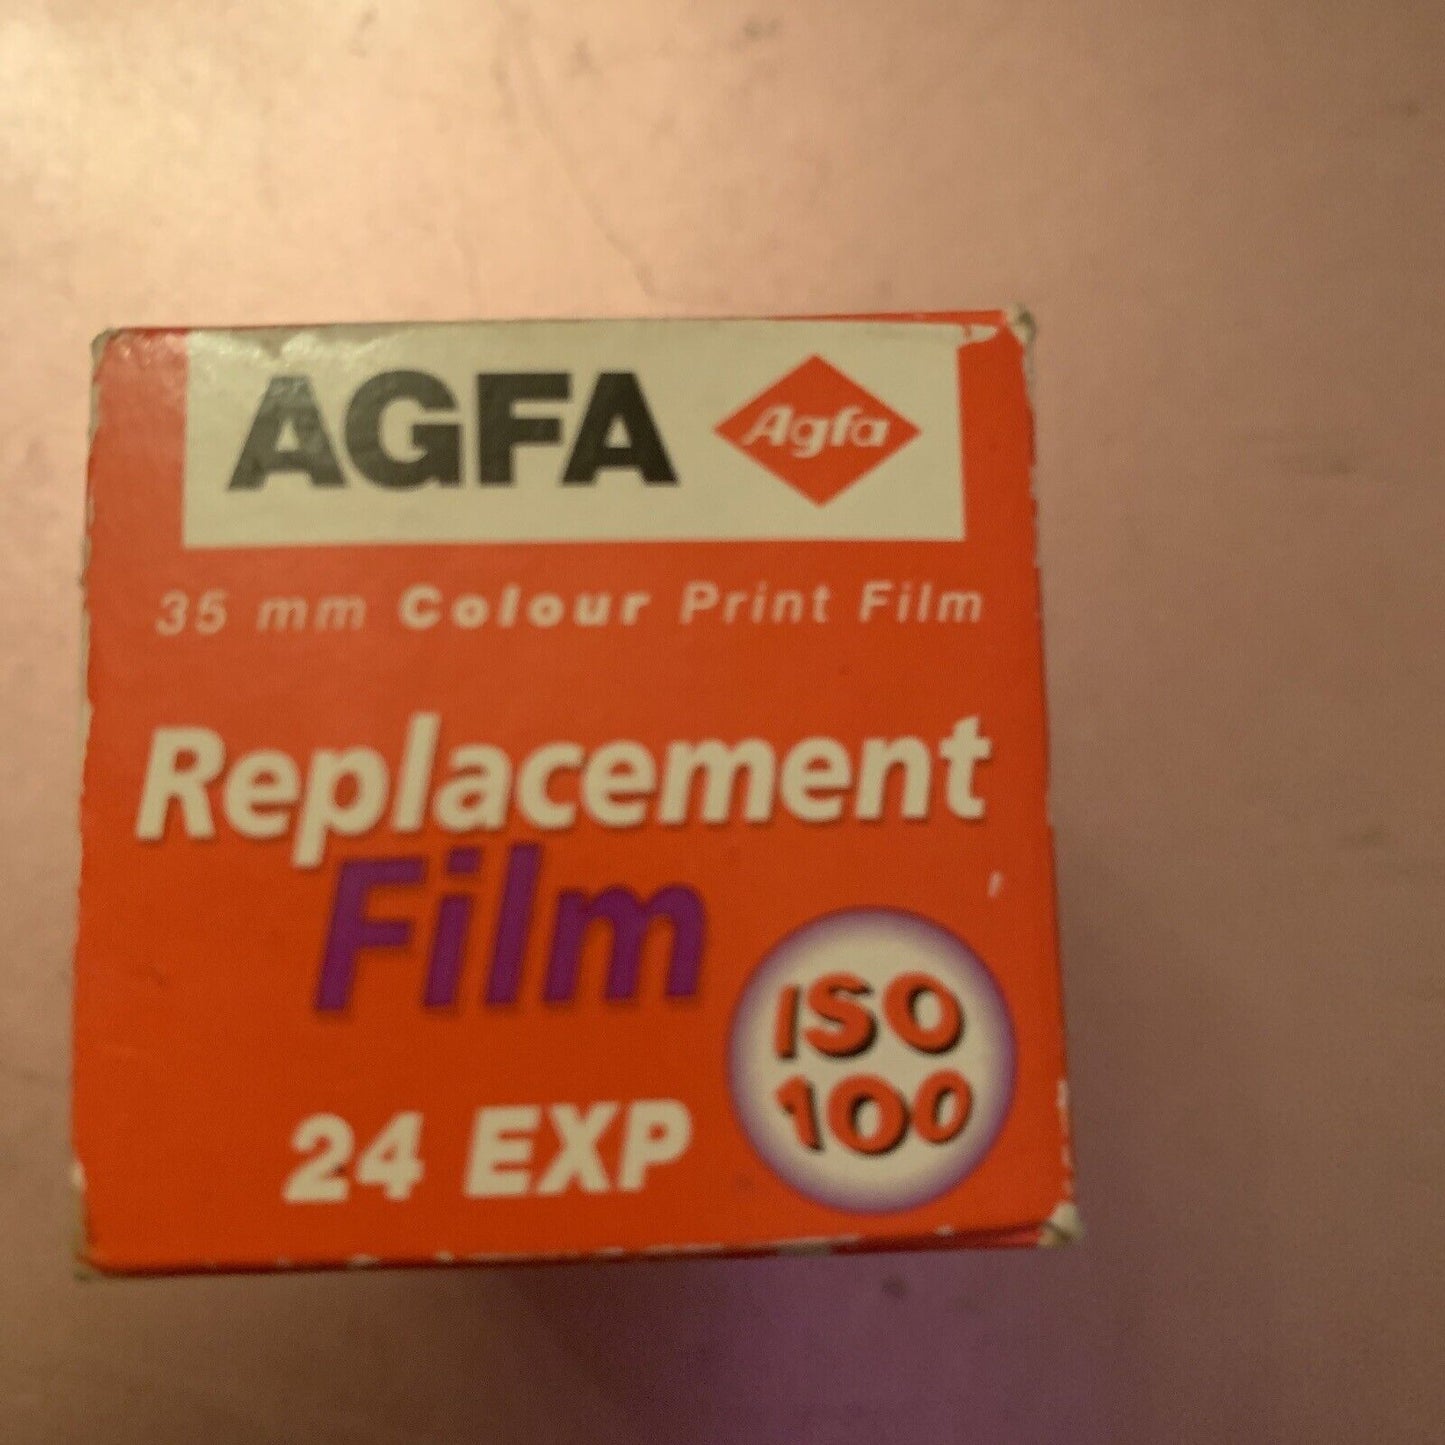 AGFA Agfa
35 mm Colour Print Film
Replacement
Film
ISO
100
24 EXP